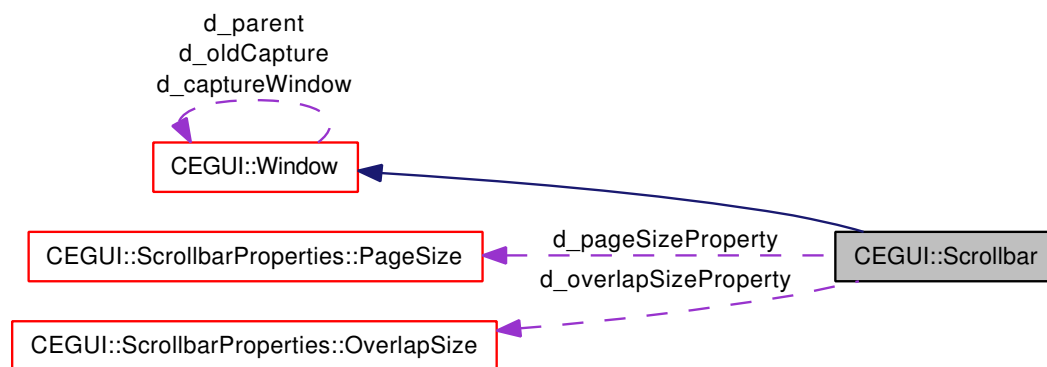 d_parent
d_oldCapture
d_captureWindow
CEGUI::Window
d_pageSizeProperty
CEGUI::ScrollbarProperties::PageSize
CEGUI::Scrollbar
d_overlapSizeProperty
CEGUI::ScrollbarProperties::OverlapSize